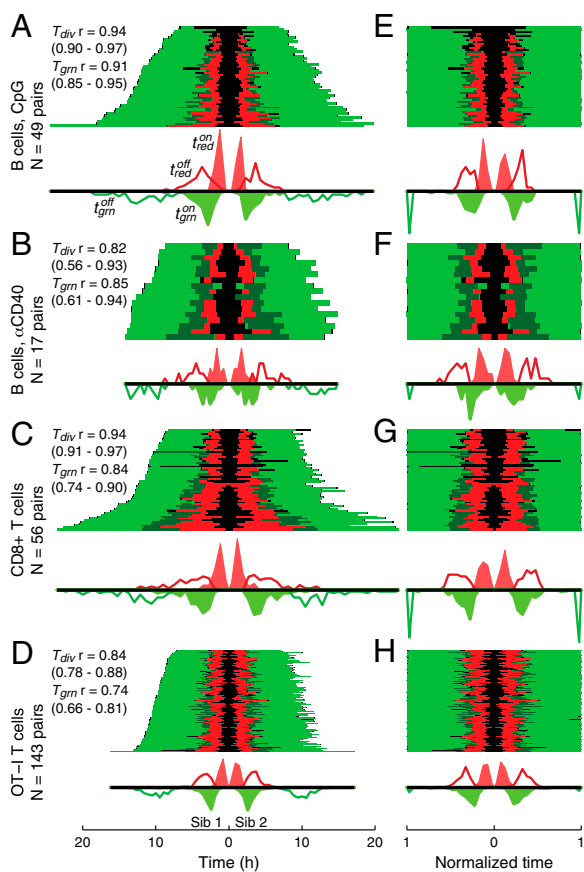 A
T_div r = 0.94
(0.90 - 0.97)
T_grn r = 0.91
(0.85 - 0.95)
B cells, CpG
N = 49 pairs
t_red^on
t_red^off
t_grn^off
t_grn^on
E
B
T_div r = 0.82
(0.56 - 0.93)
T_grn r = 0.85
(0.61 - 0.94)
B cells, αCD40
N = 17 pairs
F
C
T_div r = 0.94
(0.91 - 0.97)
T_grn r = 0.84
(0.74 - 0.90)
CD8+ T cells
N = 56 pairs
G
D
T_div r = 0.84
(0.78 - 0.88)
T_grn r = 0.74
(0.66 - 0.81)
OT-I T cells
N = 143 pairs
H
Sib 1 Sib 2
20 10 0 10 20
Time (h)
1 0 1
Normalized time